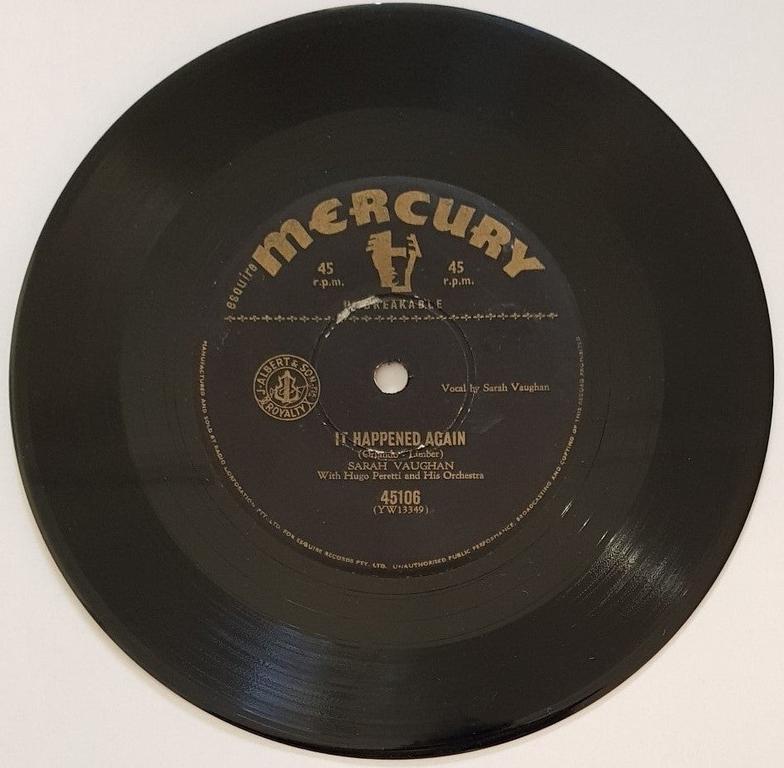 esquire
MERCURY
45 r.p.m.
45 r.p.m.
UNBREAKABLE
J. ALBERT & SON
ROYALTY
Vocal by Sarah Vaughan
IT HAPPENED AGAIN
(Orlando - Limber)
SARAH VAUGHAN
With Hugo Peretti and His Orchestra
45106
(YW13349)
MANUFACTURED AND SOLD BY RADIO CORPORATION PTY. LTD. FOR ESQUIRE RECORDS PTY. LTD. UNAUTHORISED PUBLIC PERFORMANCE, BROADCASTING AND COPYING OF THIS RECORD PROHIBITED